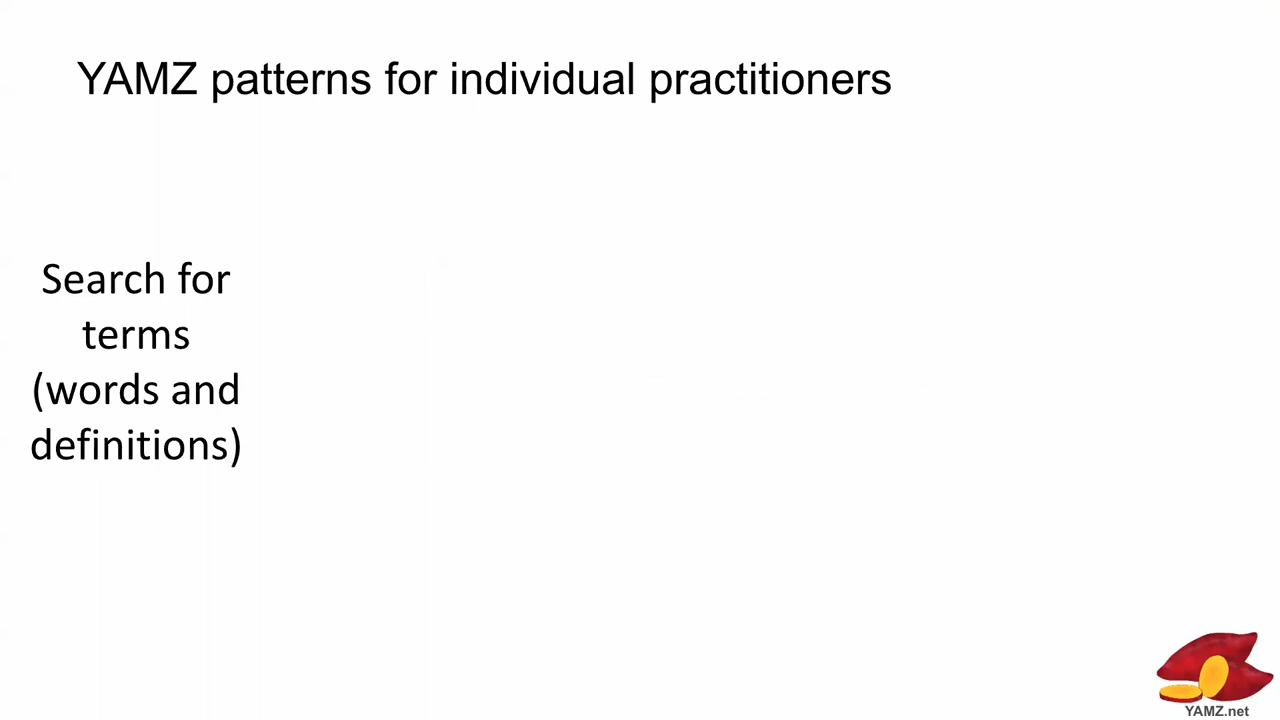 YAMZ patterns for individual practitioners
Search for
terms
(words and
definitions)
YAMZ.net